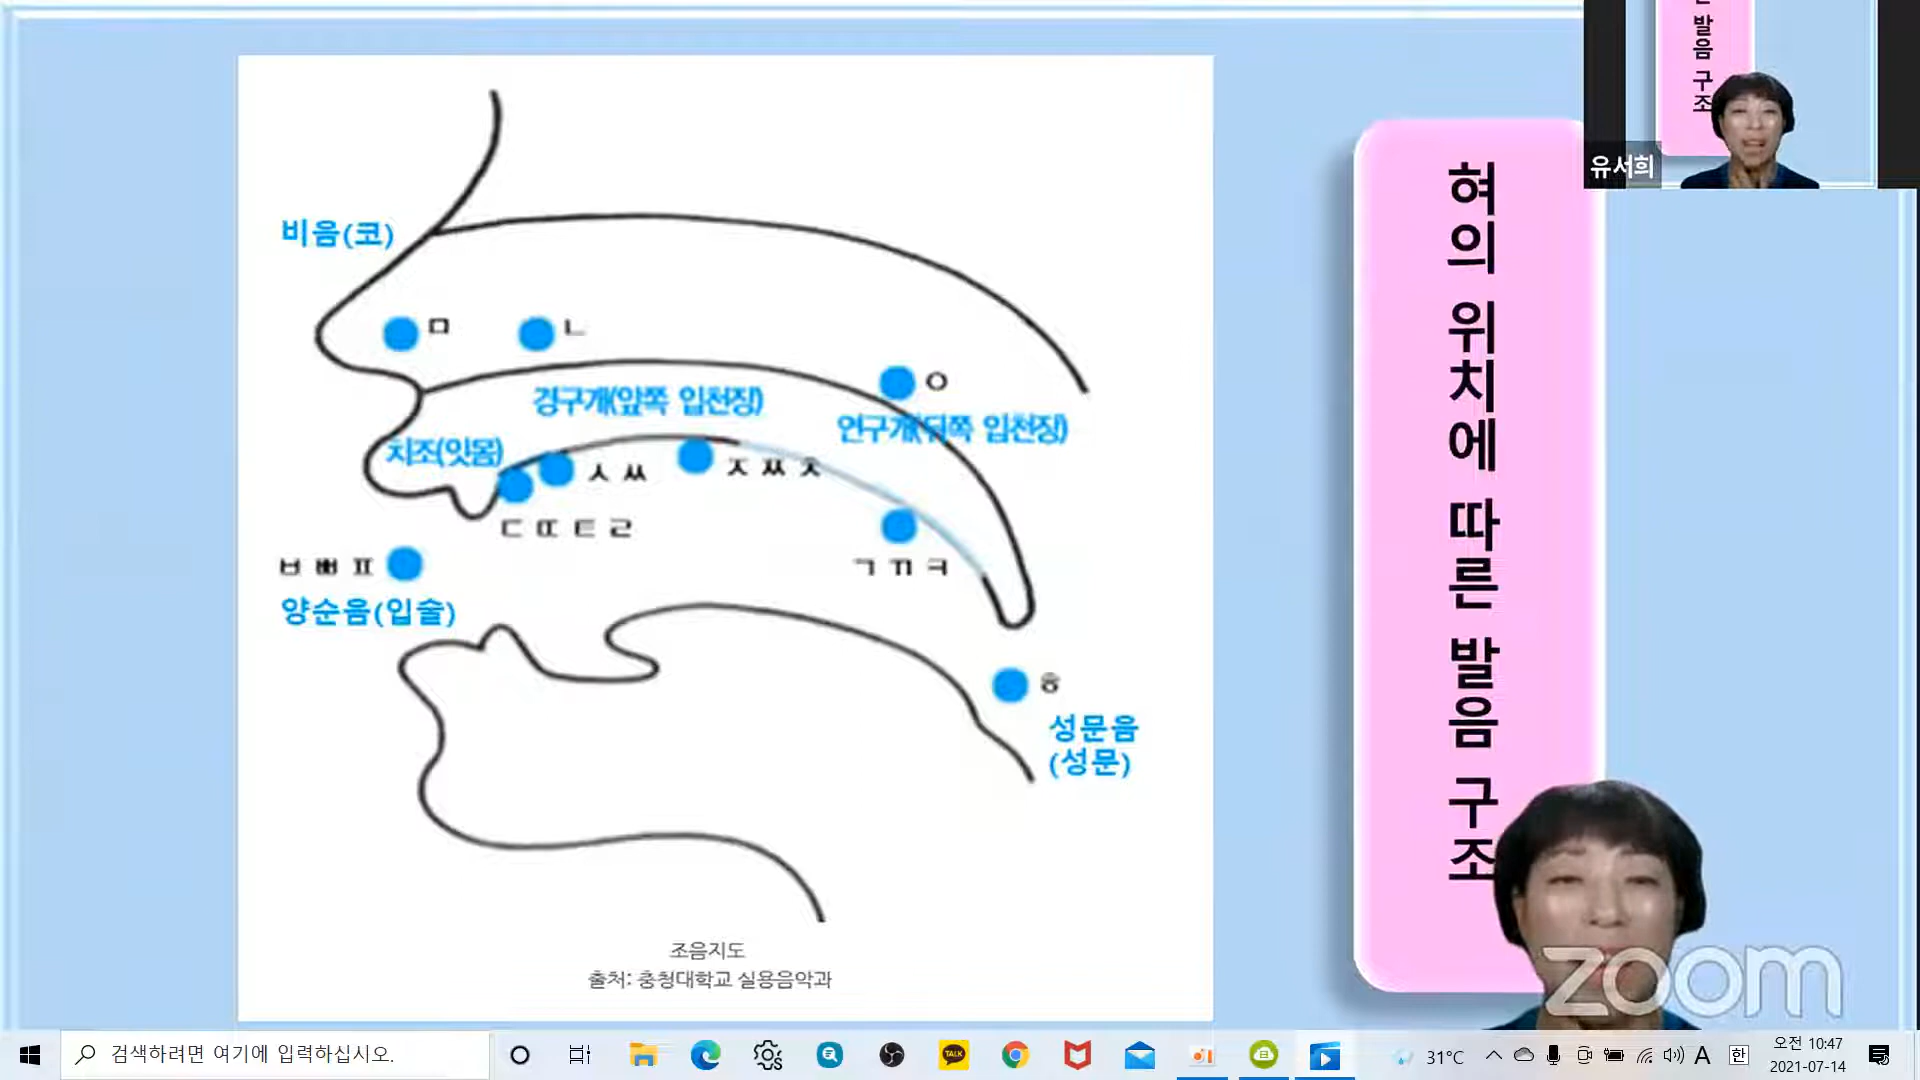 비음(코)
ㅁ
ㄴ
ㅇ
경구개(앞쪽 입천장)
연구개(뒤쪽 입천장)
치조(잇몸)
ㅅ ㅆ
ㅈ ㅉ ㅊ
ㄷ ㄸ ㅌ ㄹ
ㅂ ㅃ ㅍ
ㄱ ㄲ ㅋ
양순음(입술)
ㅎ
성문음
(성문)
조음지도
출처: 충청대학교 실용음악과
혀의 위치에 따른 발음 구조
발음 구조
유서희
zoom
검색하려면 여기에 입력하십시오.
TALK
31°C
A
한
오전 10:47
2021-07-14